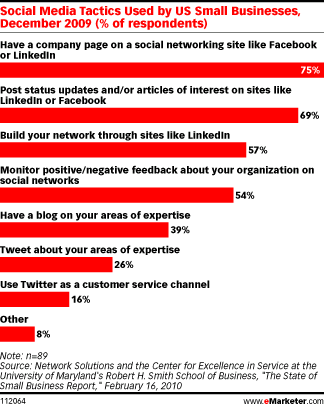 Social Media Tactics Used by US Small Businesses,
December 2009 (% of respondents)
Have a company page on a social networking site like Facebook
or LinkedIn
75%
Post status updates and/or articles of interest on sites like
LinkedIn or Facebook
69%
Build your network through sites like LinkedIn
57%
Monitor positive/negative feedback about your organization on
social networks
54%
Have a blog on your areas of expertise
39%
Tweet about your areas of expertise
26%
Use Twitter as a customer service channel
16%
Other
8%
Note: n=89
Source: Network Solutions and the Center for Excellence in Service at the
University of Maryland's Robert H. Smith School of Business, "The State of
Small Business Report," February 16, 2010
112064 www.eMarketer.com